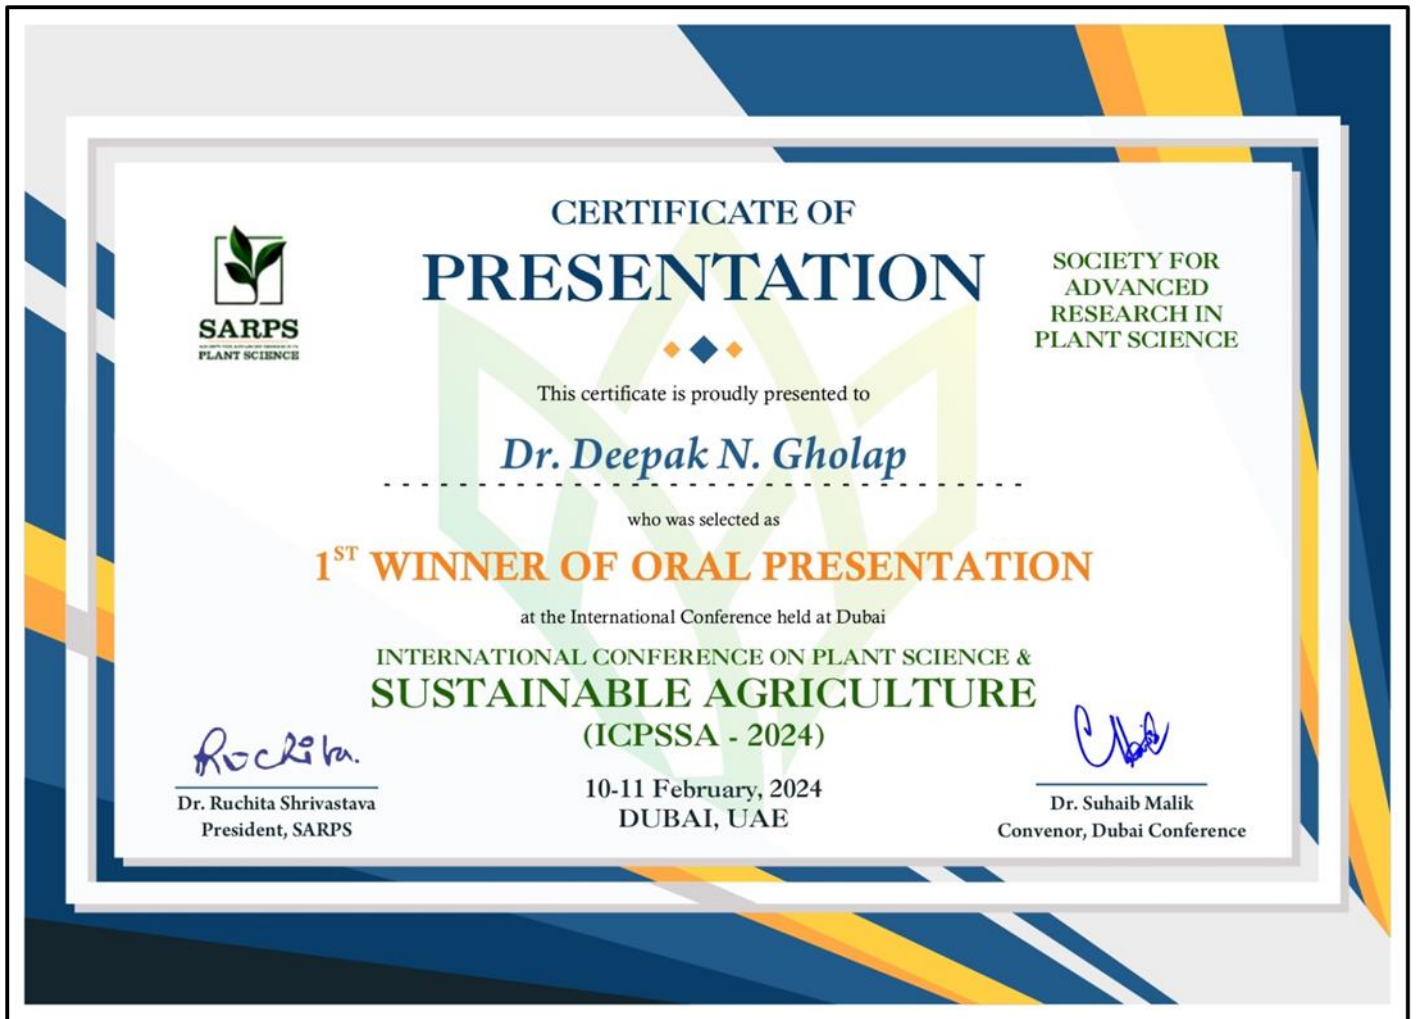 CERTIFICATE OF
PRESENTATION
SARPS
PLANT SCIENCE
SOCIETY FOR
ADVANCED
RESEARCH IN
PLANT SCIENCE
This certificate is proudly presented to
Dr. Deepak N. Gholap
who was selected as
1ST WINNER OF ORAL PRESENTATION
at the International Conference held at Dubai
INTERNATIONAL CONFERENCE ON PLANT SCIENCE &
SUSTAINABLE AGRICULTURE
(ICPSSA - 2024)
10-11 February, 2024
DUBAI, UAE
Ruchita.
Dr. Ruchita Shrivastava
President, SARPS
Dr. Suhaib Malik
Convenor, Dubai Conference